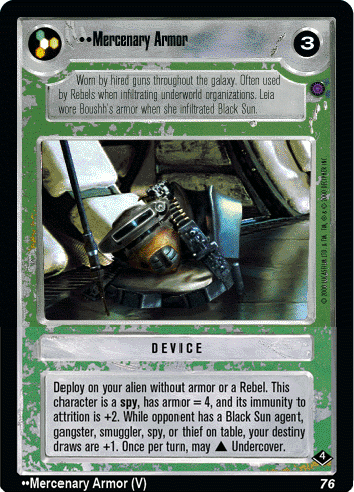 ••Mercenary Armor
3
Worn by hired guns throughout the galaxy. Often used
by Rebels when infiltrating underworld organizations. Leia
wore Boushh's armor when she infiltrated Black Sun.
DEVICE
Deploy on your alien without armor or a Rebel. This
character is a spy, has armor = 4, and its immunity to
attrition is +2. While opponent has a Black Sun agent,
gangster, smuggler, spy, or thief on table, your destiny
draws are +1. Once per turn, may ▲ Undercover.
4
••Mercenary Armor (V)
76